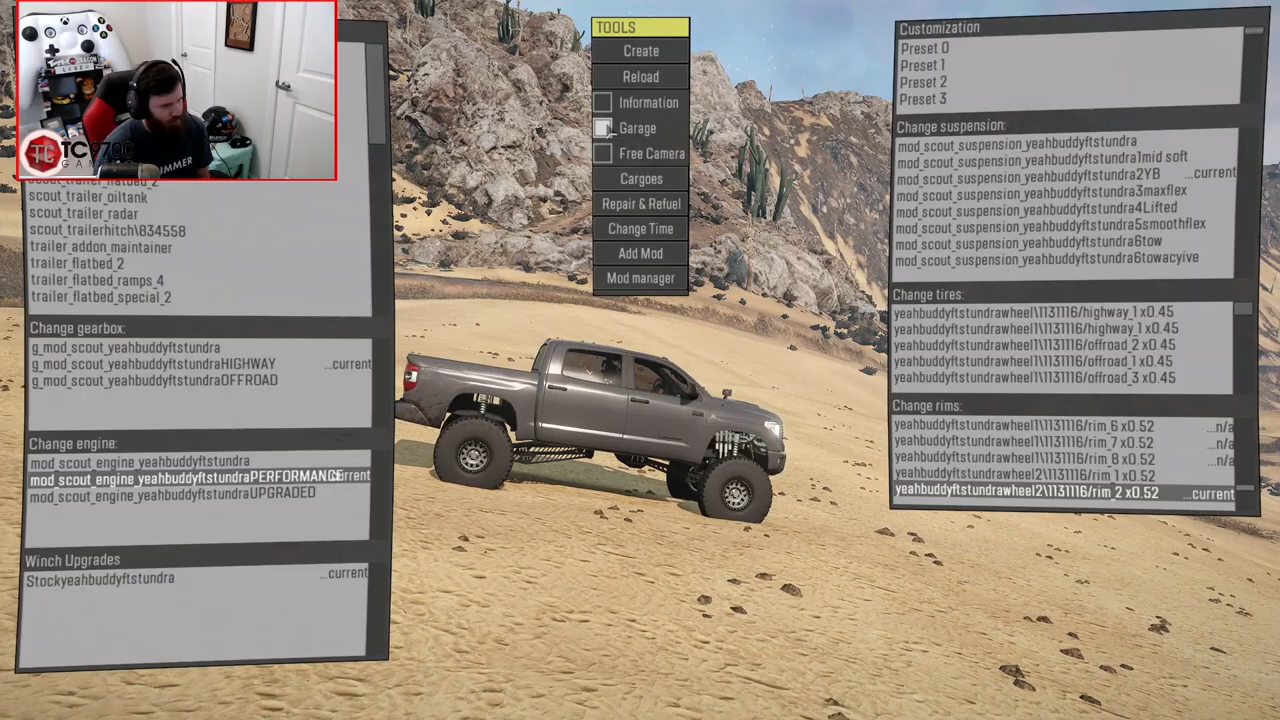 TC9700
GA
scout_trailer_flatbed_2
scout_trailer_oiltank
scout_trailer_radar
scout_trailerhitch\834558
trailer_addon_maintainer
trailer_flatbed_2
trailer_flatbed_ramps_4
trailer_flatbed_special_2
Change gearbox:
g_mod_scout_yeahbuddyftstundra
g_mod_scout_yeahbuddyftstundraHIGHWAY ...current
g_mod_scout_yeahbuddyftstundraOFFROAD
Change engine:
mod_scout_engine_yeahbuddyftstundra
mod_scout_engine_yeahbuddyftstundraPERFORMANCE current
mod_scout_engine_yeahbuddyftstundraUPGRADED
Winch Upgrades
Stockyeahbuddyftstundra ...current
TOOLS
Create
Reload
Information
Garage
Free Camera
Cargoes
Repair & Refuel
Change Time
Add Mod
Mod manager
Customization
Preset 0
Preset 1
Preset 2
Preset 3
Change suspension:
mod_scout_suspension_yeahbuddyftstundra
mod_scout_suspension_yeahbuddyftstundra1mid soft
mod_scout_suspension_yeahbuddyftstundra2YB ...current
mod_scout_suspension_yeahbuddyftstundra3maxflex
mod_scout_suspension_yeahbuddyftstundra4Lifted
mod_scout_suspension_yeahbuddyftstundra5smoothflex
mod_scout_suspension_yeahbuddyftstundra6tow
mod_scout_suspension_yeahbuddyftstundra6towacyive
Change tires:
yeahbuddyftstundrawheel1\1131116/highway_1 x0.45
yeahbuddyftstundrawheel1\1131116/highway_1 x0.45
yeahbuddyftstundrawheel1\1131116/offroad_2 x0.45
yeahbuddyftstundrawheel1\1131116/offroad_1 x0.45
yeahbuddyftstundrawheel1\1131116/offroad_3 x0.45
Change rims:
yeahbuddyftstundrawheel1\1131116/rim_6 x0.52 ...n/a
yeahbuddyftstundrawheel1\1131116/rim_7 x0.52 ...n/a
yeahbuddyftstundrawheel1\1131116/rim_8 x0.52 ...n/a
yeahbuddyftstundrawheel2\1131116/rim_1 x0.52
yeahbuddyftstundrawheel2\1131116/rim_2 x0.52 ...current